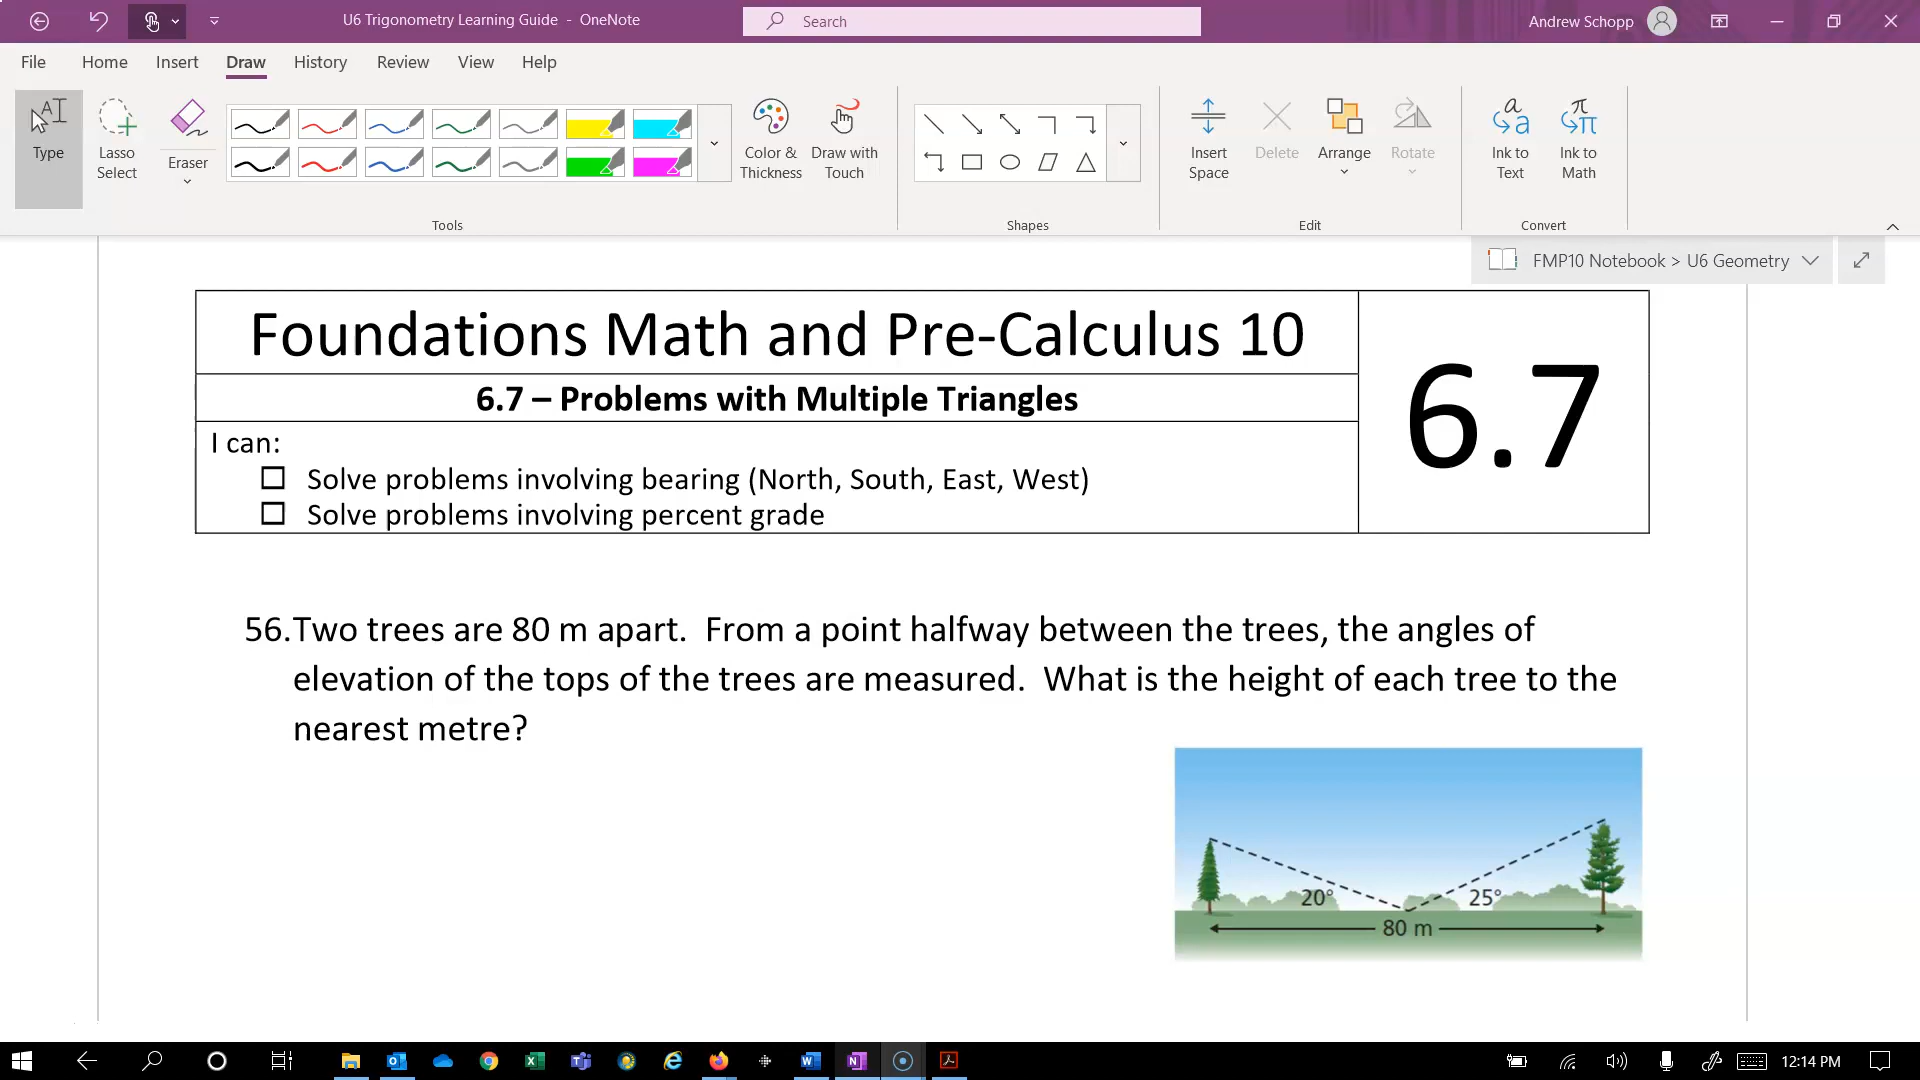 U6 Trigonometry Learning Guide - OneNote
Search
Andrew Schopp
File Home Insert Draw History Review View Help
Type
Lasso Select
Eraser
Color & Thickness
Draw with Touch
Insert Space
Delete
Arrange
Rotate
Ink to Text
Ink to Math
Tools
Shapes
Edit
Convert
FMP10 Notebook > U6 Geometry
Foundations Math and Pre-Calculus 10
6.7
6.7 – Problems with Multiple Triangles
I can:
Solve problems involving bearing (North, South, East, West)
Solve problems involving percent grade
56.Two trees are 80 m apart. From a point halfway between the trees, the angles of
elevation of the tops of the trees are measured. What is the height of each tree to the
nearest metre?
20° 25°
80 m
12:14 PM